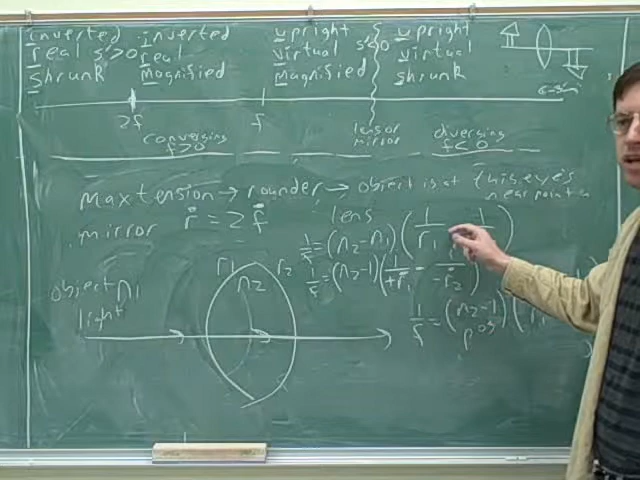 inverted inverted upright upright
real s'>0 real virtual s'<0 virtual
shrunk magnified magnified shrunk
2f f
converging lens or diverging
f>0 mirror f<0
Max tension → rounder → object is at this eye's
near point
mirror r = 2f lens
1/f = (n2-n1)(1/r1 - 1/
object n1 r1 n2 r2 1/f = (n2-1)(1/+r1 - 1/-r2)
light 1/f = (n2-1)(1/r1
pos